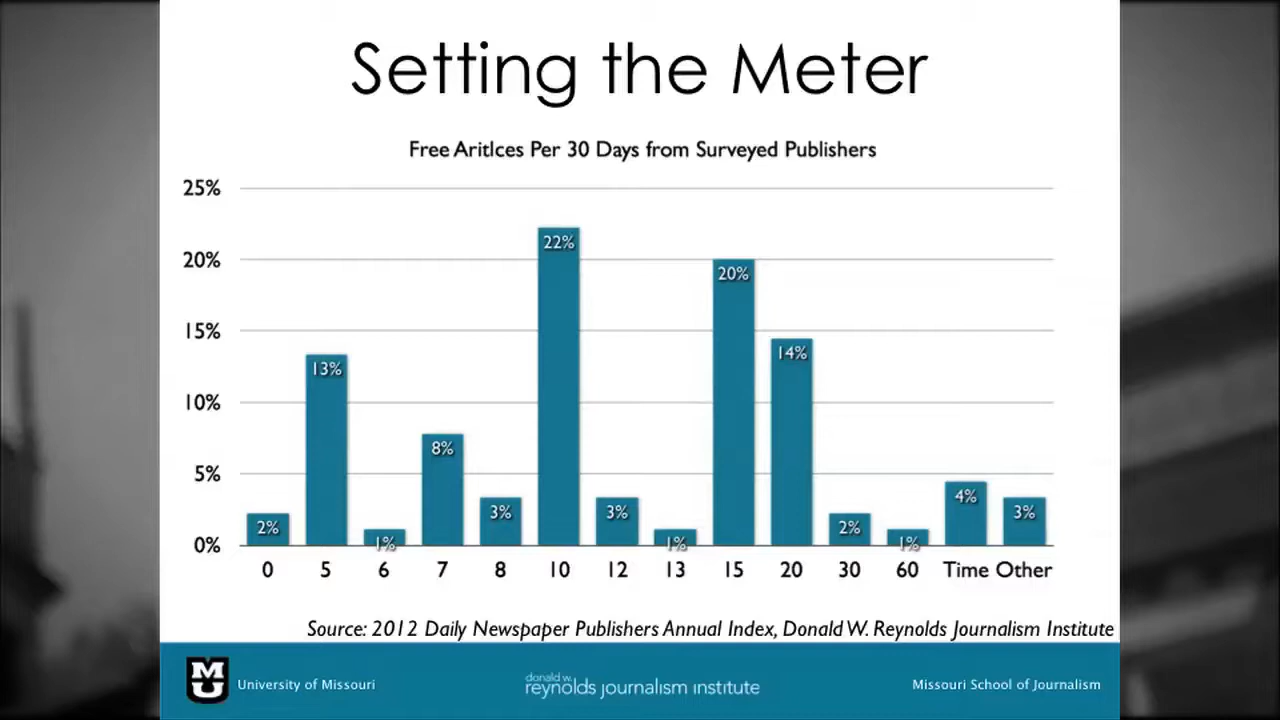 Setting the Meter
Free Aritlces Per 30 Days from Surveyed Publishers
25%
20%
15%
10%
5%
0%
2%
13%
1%
8%
3%
22%
3%
1%
20%
14%
2%
1%
4%
3%
0 5 6 7 8 10 12 13 15 20 30 60 Time Other
Source: 2012 Daily Newspaper Publishers Annual Index, Donald W. Reynolds Journalism Institute
MU
University of Missouri
donald w.
reynolds journalism institute
Missouri School of Journalism